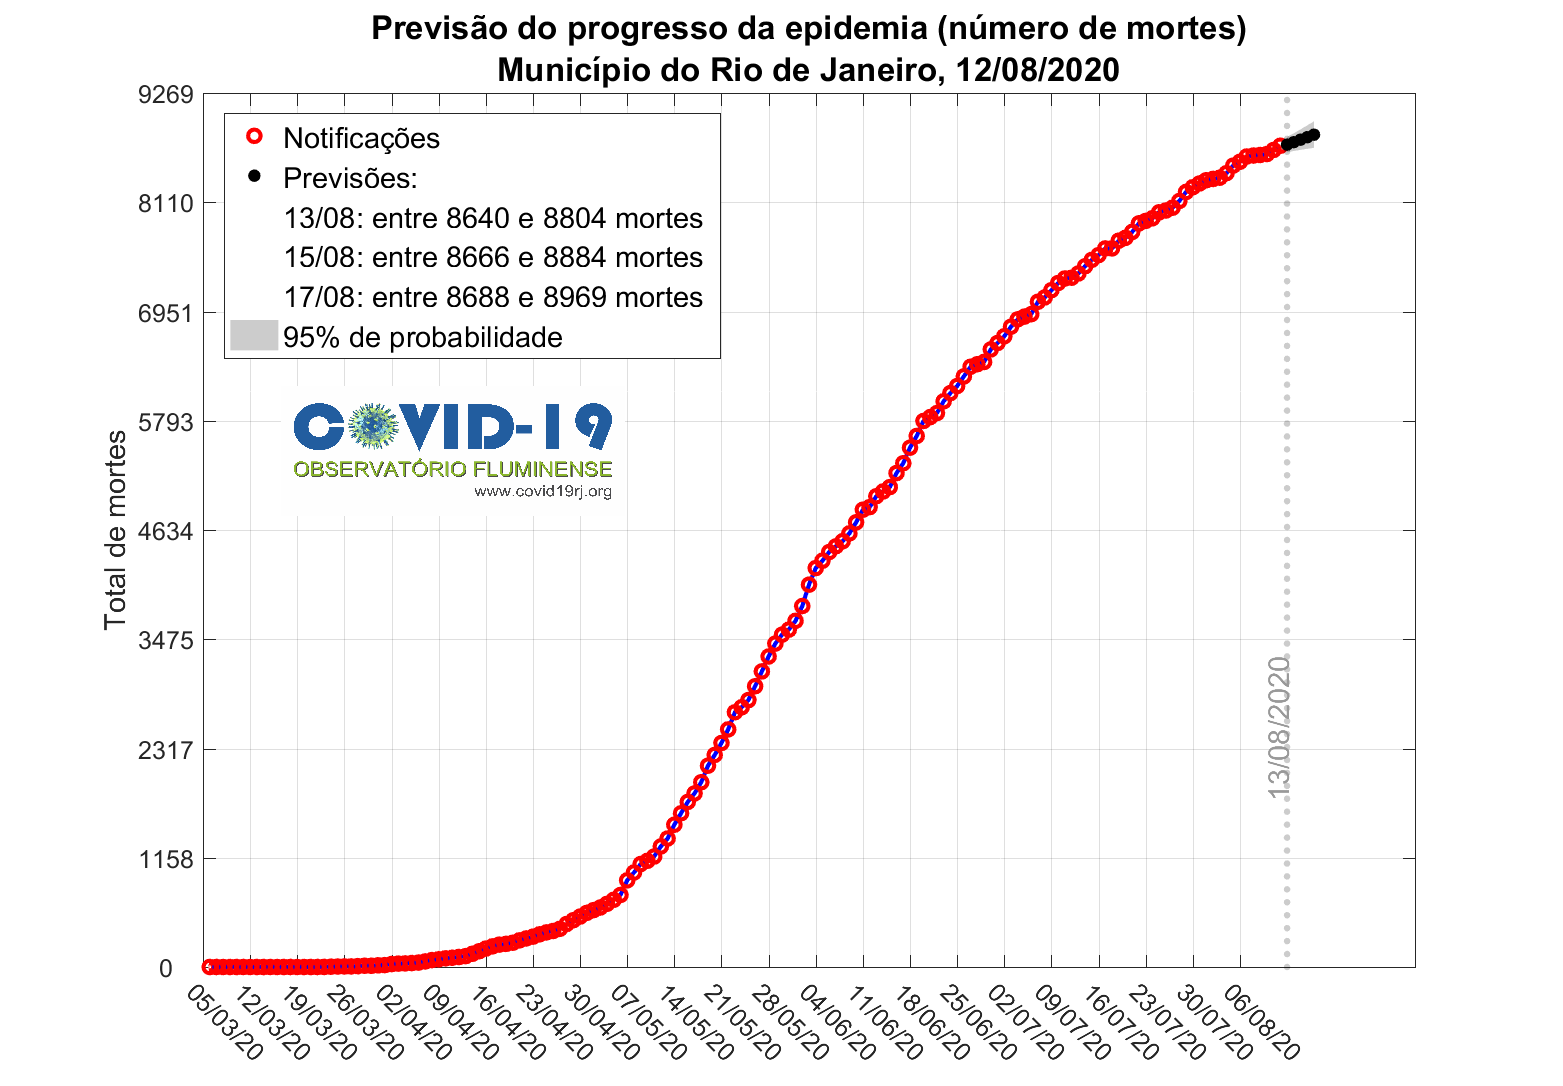 Previsão do progresso da epidemia (número de mortes)
Município do Rio de Janeiro, 12/08/2020
Notificações
Previsões:
13/08: entre 8640 e 8804 mortes
15/08: entre 8666 e 8884 mortes
17/08: entre 8688 e 8969 mortes
95% de probabilidade
COVID-19
OBSERVATÓRIO FLUMINENSE
www.covid19rj.org
Total de mortes
9269
8110
6951
5793
4634
3475
2317
1158
0
13/08/2020
05/03/20
12/03/20
19/03/20
26/03/20
02/04/20
09/04/20
16/04/20
23/04/20
30/04/20
07/05/20
14/05/20
21/05/20
28/05/20
04/06/20
11/06/20
18/06/20
25/06/20
02/07/20
09/07/20
16/07/20
23/07/20
30/07/20
06/08/20